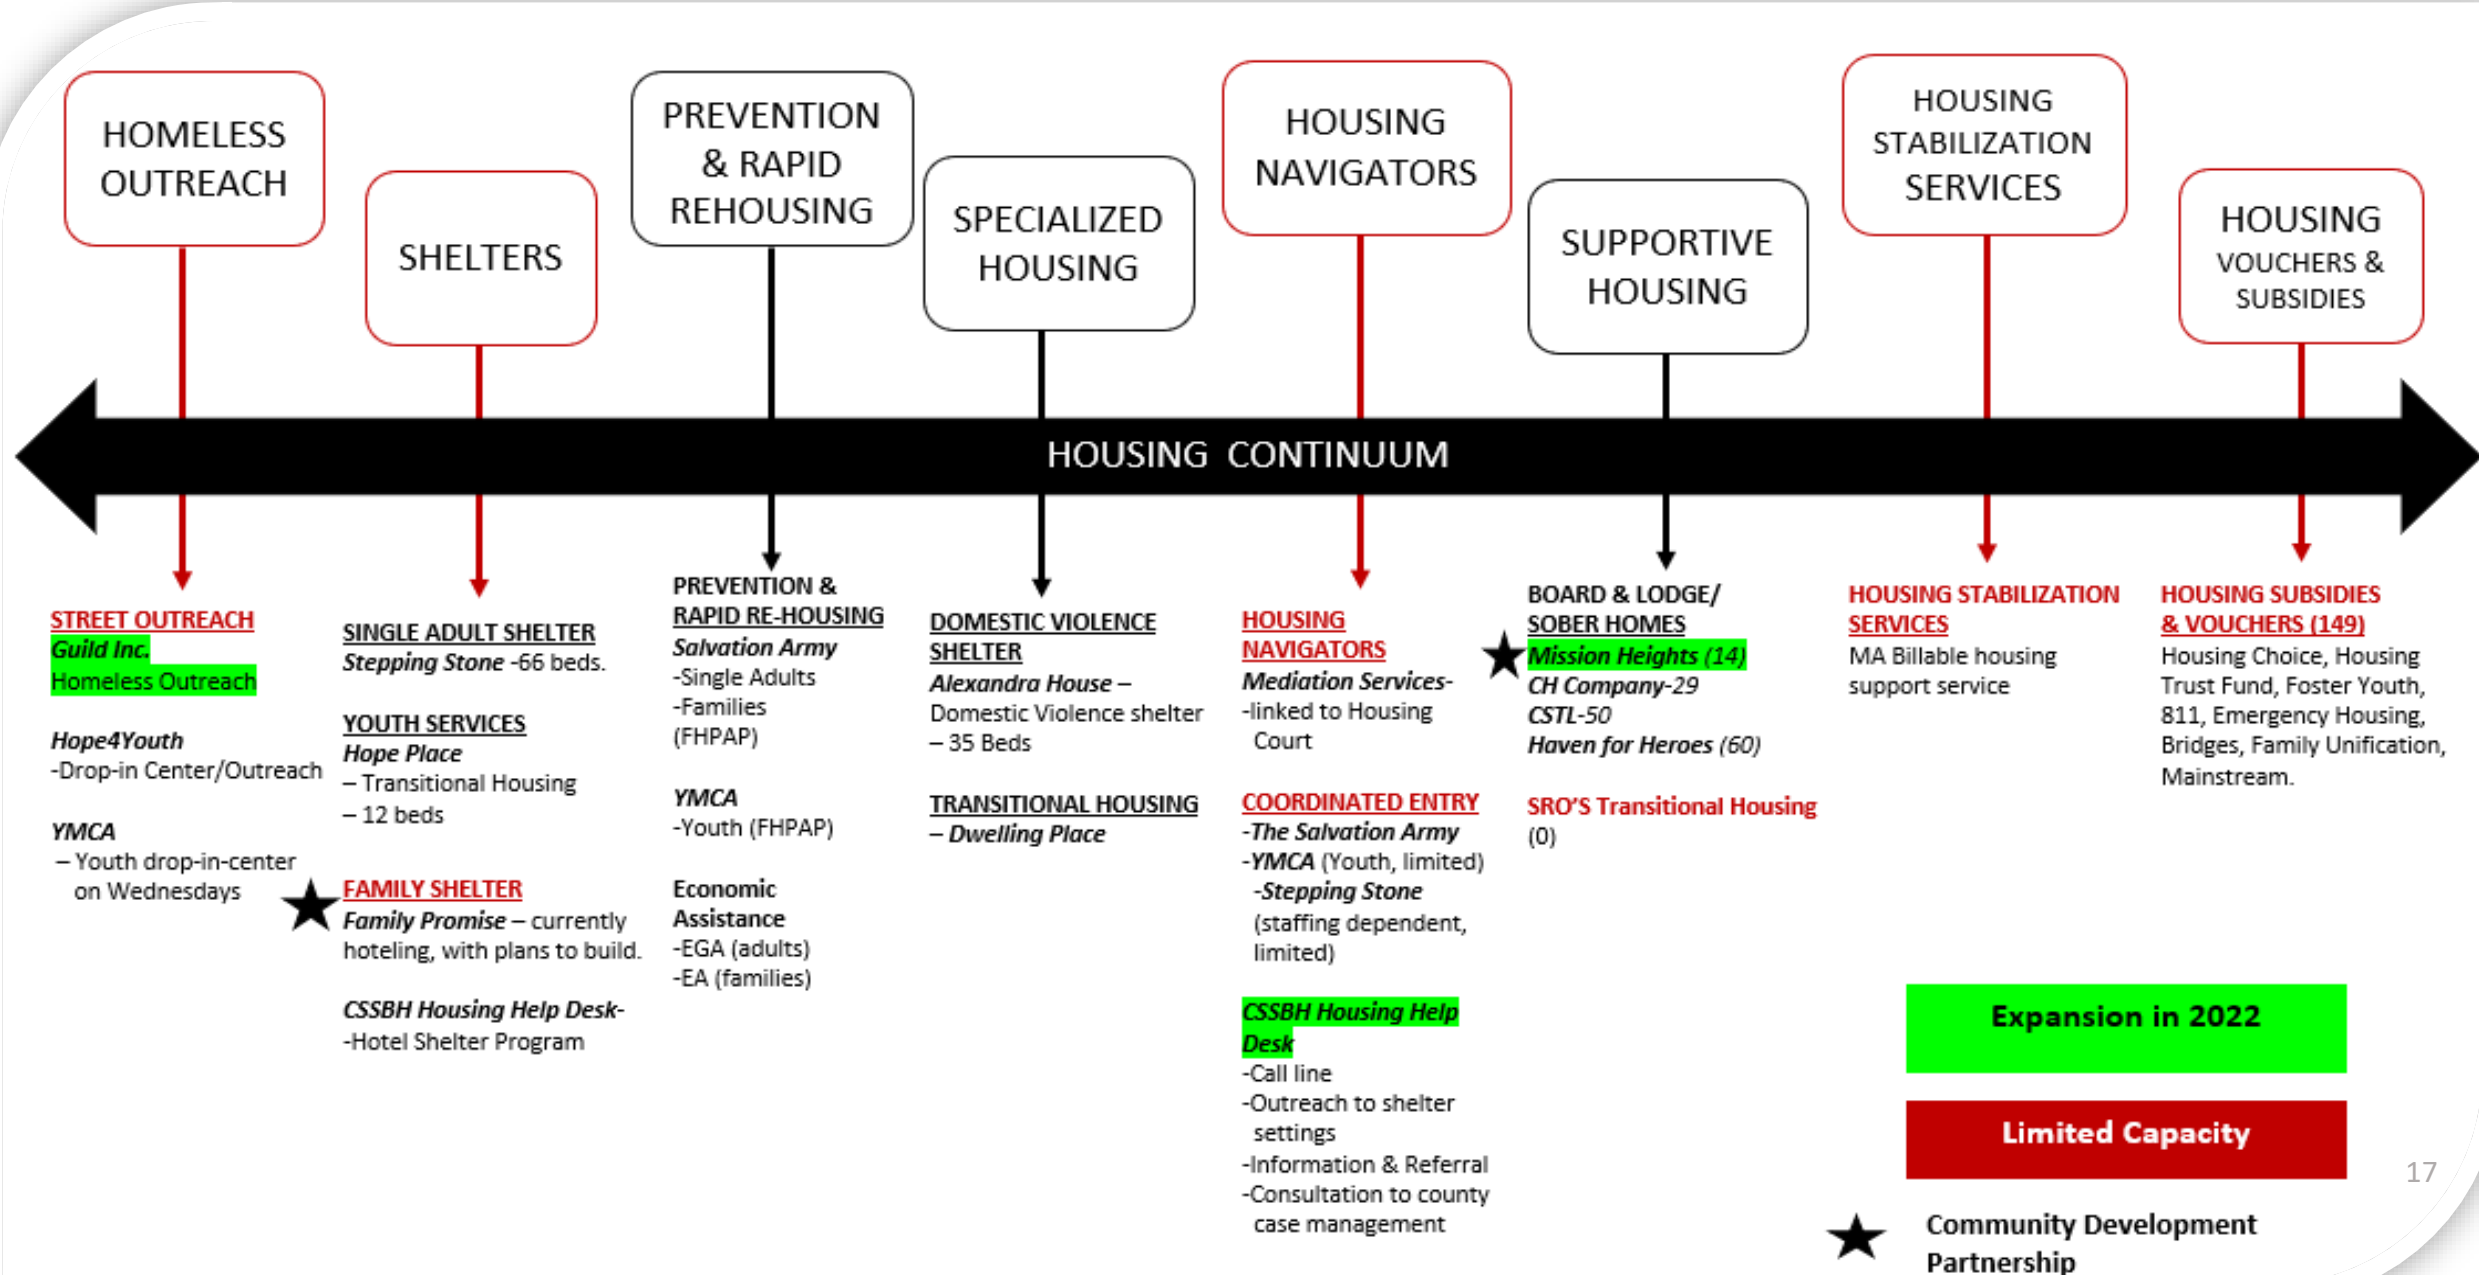 HOMELESS
OUTREACH
SHELTERS
PREVENTION
& RAPID
REHOUSING
SPECIALIZED
HOUSING
HOUSING
NAVIGATORS
SUPPORTIVE
HOUSING
HOUSING
STABILIZATION
SERVICES
HOUSING
VOUCHERS &
SUBSIDIES
HOUSING CONTINUUM
STREET OUTREACH
Guild Inc.
Homeless Outreach
Hope4Youth
-Drop-in Center/Outreach
YMCA
– Youth drop-in-center
on Wednesdays
SINGLE ADULT SHELTER
Stepping Stone -66 beds.
YOUTH SERVICES
Hope Place
– Transitional Housing
– 12 beds
FAMILY SHELTER
Family Promise – currently
hoteling, with plans to build.
CSSBH Housing Help Desk-
-Hotel Shelter Program
PREVENTION &
RAPID RE-HOUSING
Salvation Army
-Single Adults
-Families
(FHPAP)
YMCA
-Youth (FHPAP)
Economic
Assistance
-EGA (adults)
-EA (families)
DOMESTIC VIOLENCE
SHELTER
Alexandra House –
Domestic Violence shelter
– 35 Beds
TRANSITIONAL HOUSING
– Dwelling Place
HOUSING
NAVIGATORS
Mediation Services-
-linked to Housing
Court
COORDINATED ENTRY
-The Salvation Army
-YMCA (Youth, limited)
-Stepping Stone
(staffing dependent,
limited)
CSSBH Housing Help
Desk
-Call line
-Outreach to shelter
settings
-Information & Referral
-Consultation to county
case management
BOARD & LODGE/
SOBER HOMES
Mission Heights (14)
CH Company-29
CSTL-50
Haven for Heroes (60)
SRO'S Transitional Housing
(0)
HOUSING STABILIZATION
SERVICES
MA Billable housing
support service
HOUSING SUBSIDIES
& VOUCHERS (149)
Housing Choice, Housing
Trust Fund, Foster Youth,
811, Emergency Housing,
Bridges, Family Unification,
Mainstream.
Expansion in 2022
Limited Capacity
17
Community Development
Partnership